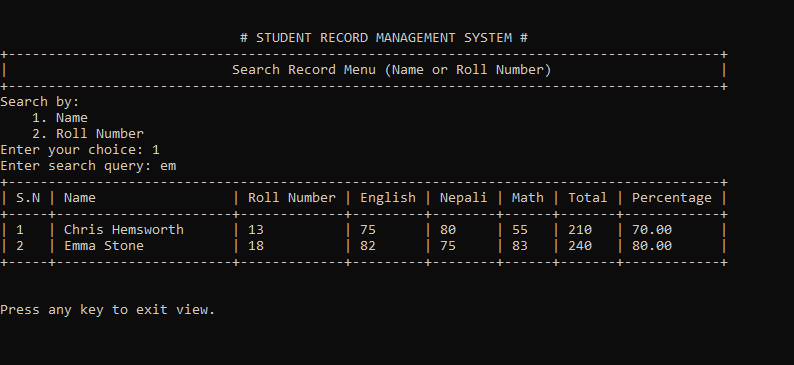 # STUDENT RECORD MANAGEMENT SYSTEM #
+-----------------------------------------------------------------------------------------+
|                            Search Record Menu (Name or Roll Number)                     |
+-----------------------------------------------------------------------------------------+
Search by:
    1. Name
    2. Roll Number
Enter your choice: 1
Enter search query: em
+-----------------------------------------------------------------------------------------+
| S.N | Name                 | Roll Number | English | Nepali | Math | Total | Percentage |
+-----+----------------------+-------------+---------+--------+------+-------+------------+
| 1   | Chris Hemsworth      | 13          | 75      | 80     | 55   | 210   | 70.00      |
| 2   | Emma Stone           | 18          | 82      | 75     | 83   | 240   | 80.00      |
+-----+----------------------+-------------+---------+--------+------+-------+------------+
Press any key to exit view.